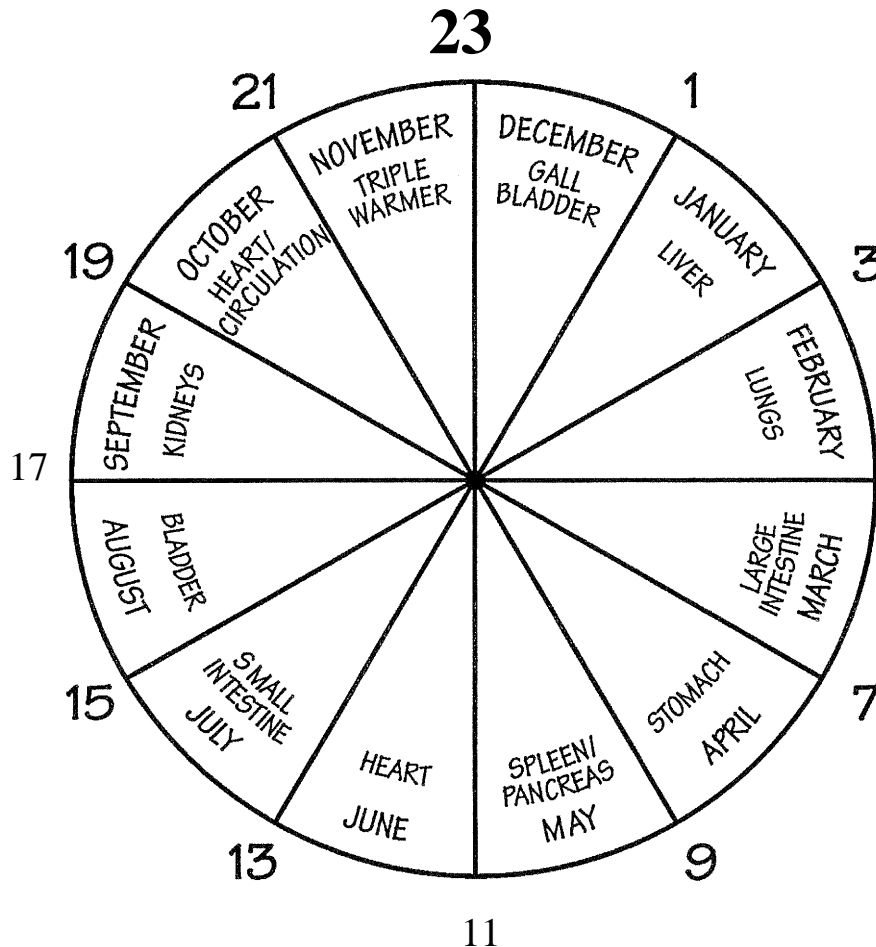 23
21
1
NOVEMBER
TRIPLE
WARMER
DECEMBER
GALL
BLADDER
OCTOBER
HEART/
CIRCULATION
JANUARY
LIVER
19
3
SEPTEMBER
KIDNEYS
FEBRUARY
LUNGS
17
AUGUST
BLADDER
LARGE
INTESTINE
MARCH
SMALL
INTESTINE
JULY
STOMACH
APRIL
15
7
HEART
JUNE
SPLEEN/
PANCREAS
MAY
13
9
11